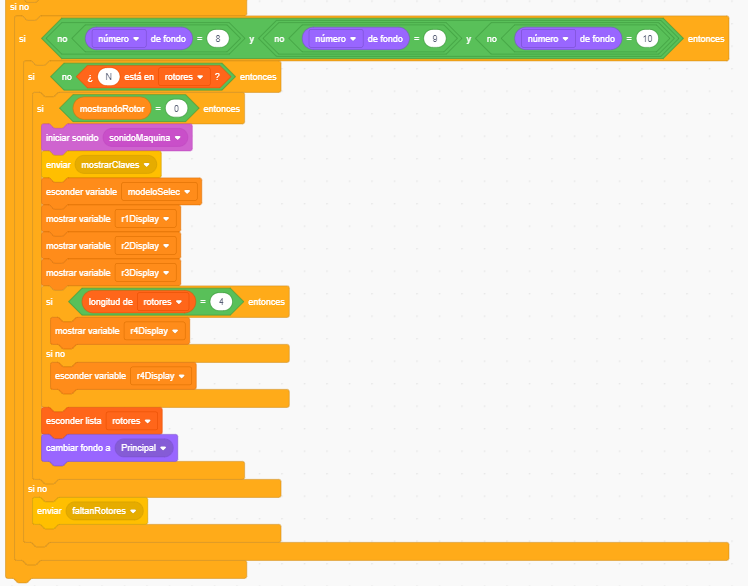 si no
si no número de fondo = 8 y no número de fondo = 9 y no número de fondo = 10 entonces
si no ¿ N está en rotores ? entonces
si mostrandoRotor = 0 entonces
iniciar sonido sonidoMaquina
enviar mostrarClaves
esconder variable modeloSelec
mostrar variable r1Display
mostrar variable r2Display
mostrar variable r3Display
si longitud de rotores = 4 entonces
mostrar variable r4Display
si no
esconder variable r4Display
esconder lista rotores
cambiar fondo a Principal
si no
enviar faltanRotores